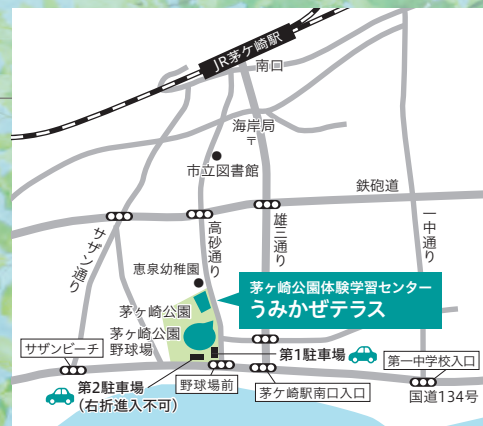 JR茅ケ崎駅
南口
海岸局
〒
市立図書館
鉄砲道
サザン通り
高砂通り
雄三通り
一中通り
恵泉幼稚園
茅ヶ崎公園体験学習センター
うみかぜテラス
茅ヶ崎公園
茅ヶ崎公園
野球場
サザンビーチ
第1駐車場
第一中学校入口
第2駐車場
(右折進入不可)
野球場前
茅ケ崎駅南口入口
国道134号